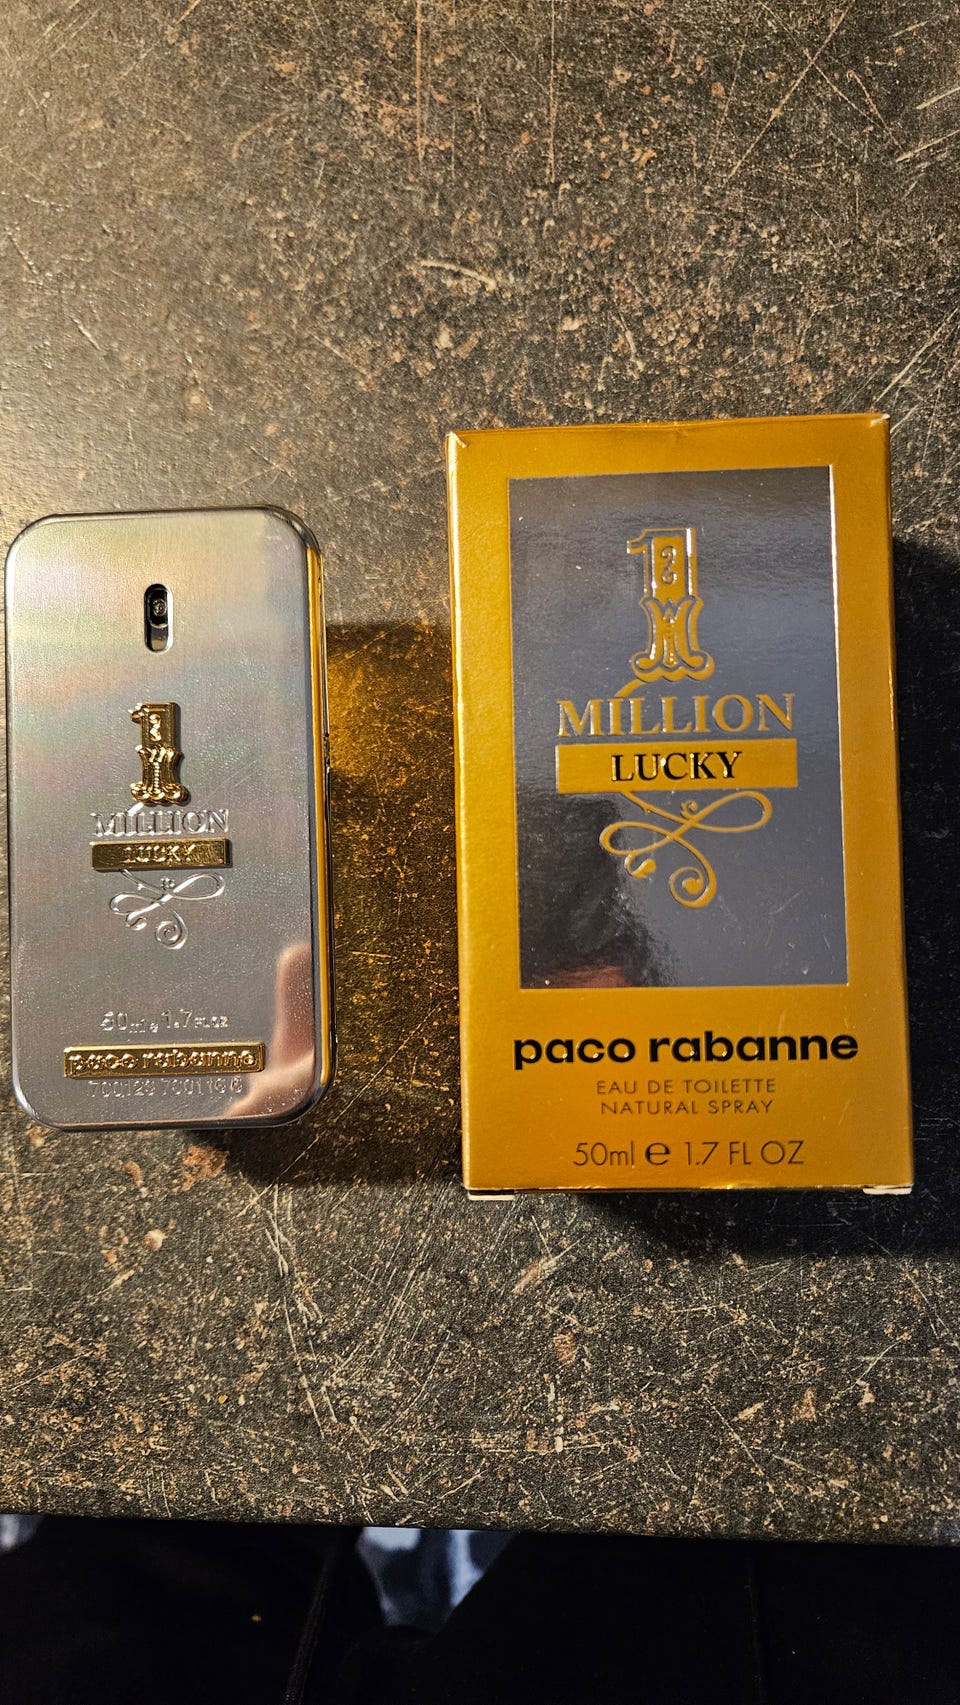 1
MILLION
LUCKY
50ml e 1.7 FL OZ
paco rabanne
1
MILLION
LUCKY
paco rabanne
EAU DE TOILETTE
NATURAL SPRAY
50ml e 1.7 FL OZ